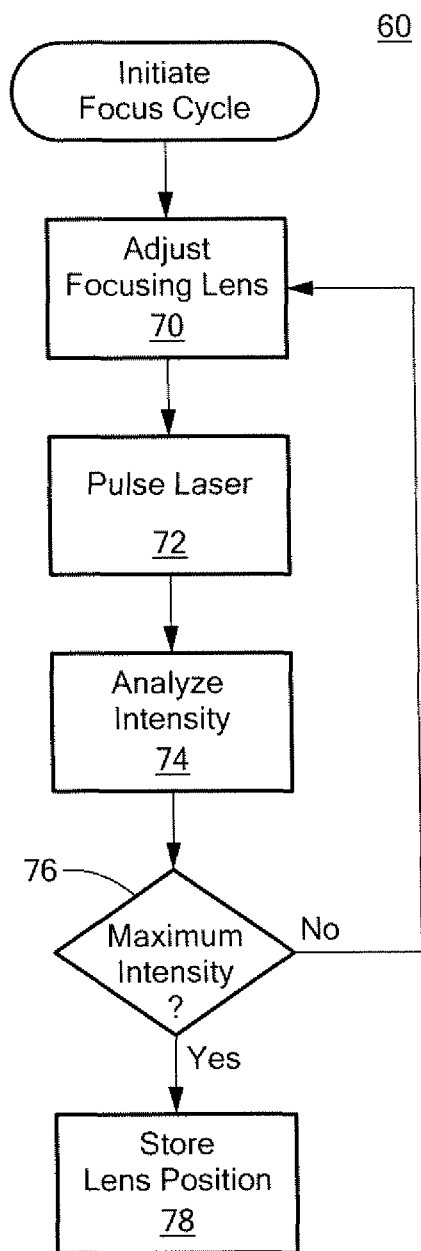 60
Initiate
Focus Cycle
Adjust
Focusing Lens
70
Pulse Laser
72
Analyze
Intensity
74
76
Maximum
Intensity
?
No
Yes
Store
Lens Position
78